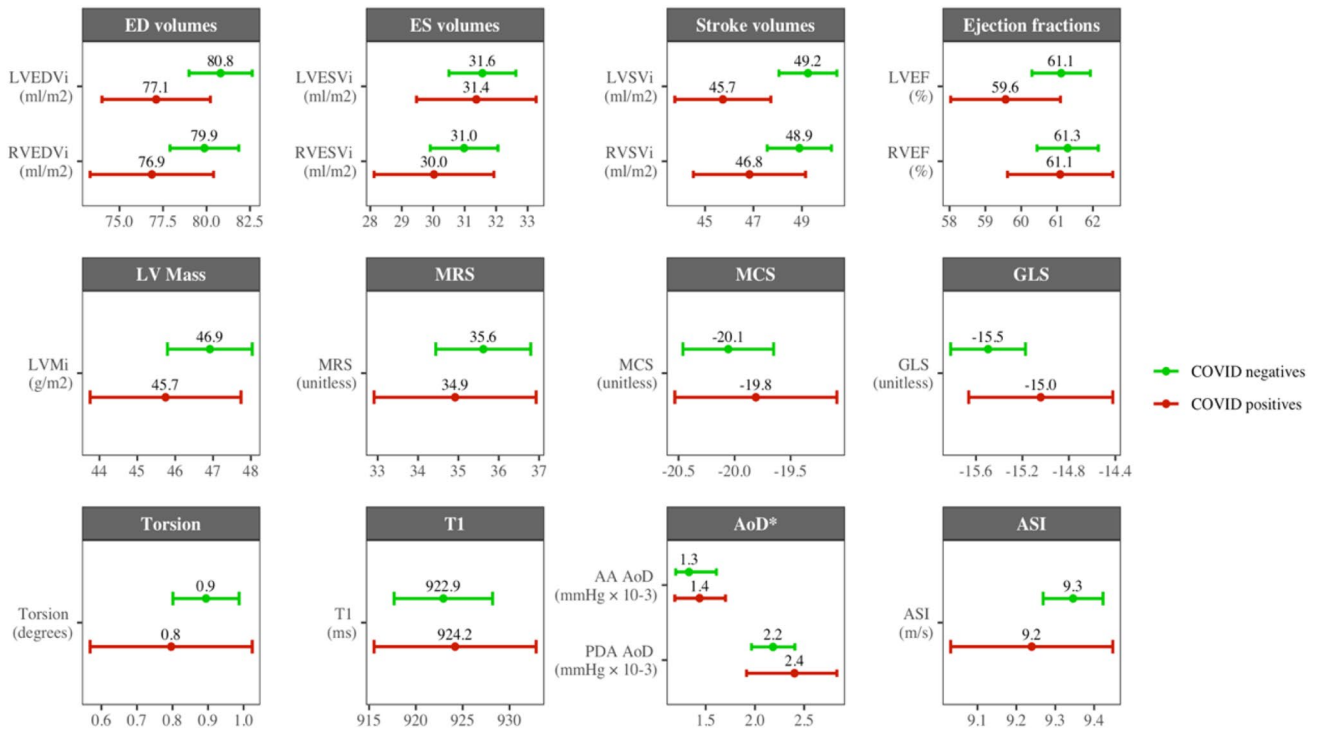 ED volumes
LVEDVi
(ml/m2)
80.8
77.1
RVEDVi
(ml/m2)
79.9
76.9
75.0 77.5 80.0 82.5
ES volumes
LVESVi
(ml/m2)
31.6
31.4
RVESVi
(ml/m2)
31.0
30.0
28 29 30 31 32 33
Stroke volumes
LVSVi
(ml/m2)
49.2
45.7
RVSVi
(ml/m2)
48.9
46.8
45 47 49
Ejection fractions
LVEF
(%)
61.1
59.6
RVEF
(%)
61.3
61.1
58 59 60 61 62
LV Mass
LVMi
(g/m2)
46.9
45.7
44 45 46 47 48
MRS
MRS
(unitless)
35.6
34.9
33 34 35 36 37
MCS
MCS
(unitless)
-20.1
-19.8
-20.5 -20.0 -19.5
GLS
GLS
(unitless)
-15.5
-15.0
-15.6 -15.2 -14.8 -14.4
COVID negatives
COVID positives
Torsion
Torsion
(degrees)
0.9
0.8
0.6 0.7 0.8 0.9 1.0
T1
T1
(ms)
922.9
924.2
915 920 925 930
AoD*
AA AoD
(mmHg × 10-3)
1.3
1.4
PDA AoD
(mmHg × 10-3)
2.2
2.4
1.5 2.0 2.5
ASI
ASI
(m/s)
9.3
9.2
9.1 9.2 9.3 9.4